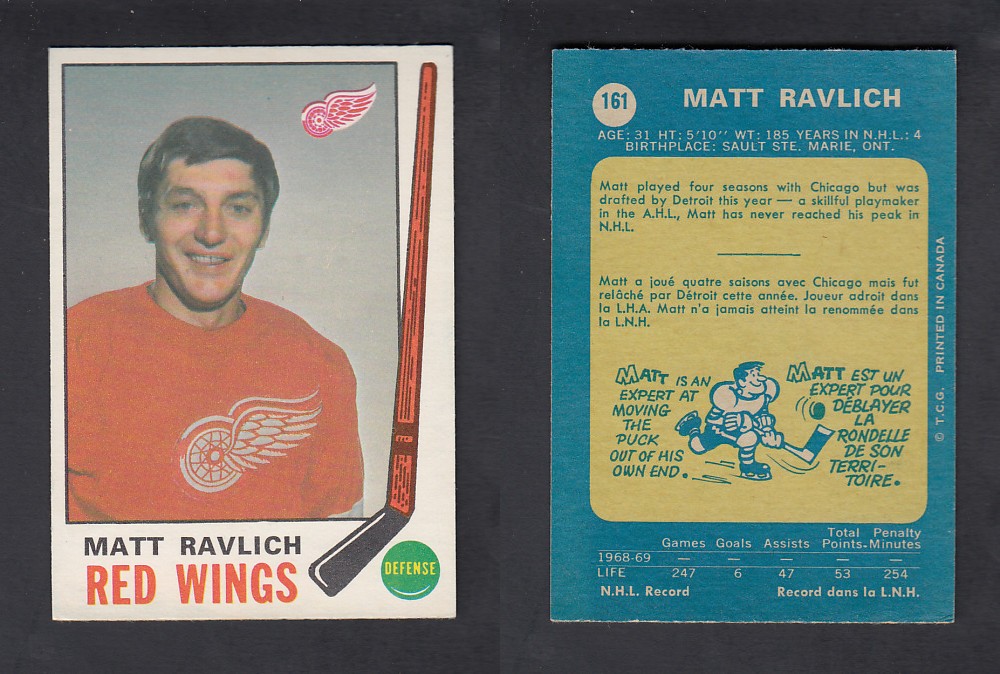 MATT RAVLICH
RED WINGS
DEFENSE
161
MATT RAVLICH
AGE: 31 HT: 5'10'' WT: 185 YEARS IN N.H.L.: 4
BIRTHPLACE: SAULT STE. MARIE, ONT.
Matt played four seasons with Chicago but was
drafted by Detroit this year — a skillful playmaker
in the A.H.L., Matt has never reached his peak in
N.H.L.
Matt a joué quatre saisons avec Chicago mais fut
relâché par Détroit cette année. Joueur adroit dans
la L.H.A. Matt n'a jamais atteint la renommée dans
la L.N.H.
MATT IS AN
EXPERT AT
MOVING
THE
PUCK
OUT OF HIS
OWN END.
MATT EST UN
EXPERT POUR
DÉBLAYER
LA
RONDELLE
DE SON
TERRI-
TOIRE.
© T.C.G. PRINTED IN CANADA
Total Penalty
Games Goals Assists Points-Minutes
1968-69 — — — — —
LIFE 247 6 47 53 254
N.H.L. Record Record dans la L.N.H.